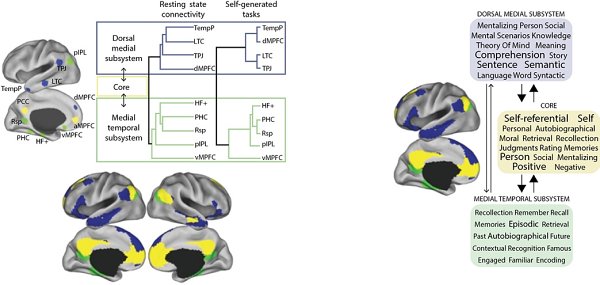 Resting state
connectivity
Self-generated
tasks
Dorsal
medial
subsystem
Core
Medial
temporal
subsystem
TempP
LTC
TPJ
dMPFC
HF+
PHC
Rsp
pIPL
vMPFC
TempP
dMPFC
LTC
TPJ
HF+
PHC
Rsp
pIPL
vMPFC
pIPL
TPJ
LTC
TempP
dMPFC
PCC
Rsp
aMPFC
PHC
HF+
vMPFC
DORSAL MEDIAL SUBSYSTEM
Mentalizing Person Social
Mental Scenarios Knowledge
Theory Of Mind Meaning
Comprehension Story
Sentence Semantic
Language Word Syntactic
CORE
Self-referential Self
Personal Autobiographical
Moral Retrieval Recollection
Judgments Rating Memories
Person Social Mentalizing
Positive Negative
MEDIAL TEMPORAL SUBSYSTEM
Recollection Remember Recall
Memories Episodic Retrieval
Past Autobiographical Future
Contextual Recognition Famous
Engaged Familiar Encoding